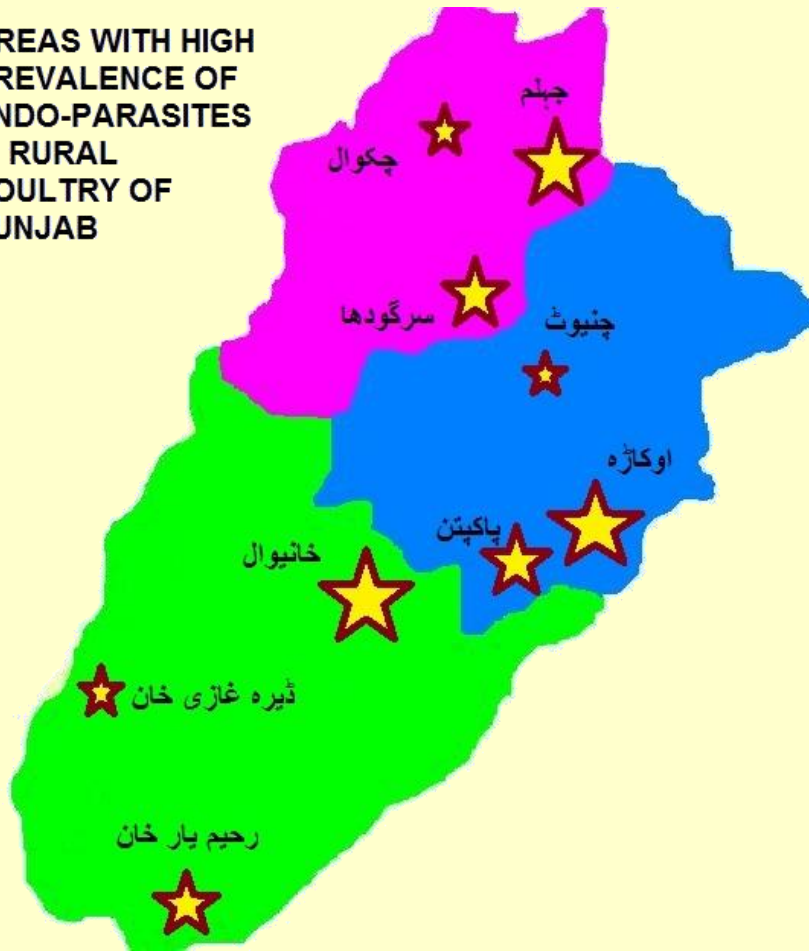 REAS WITH HIGH
REVALENCE OF
NDO-PARASITES
RURAL
OULTRY OF
UNJAB
جہلم
چکوال
سرگودھا
چنیوٹ
اوکاڑہ
پاکپتن
خانیوال
ڈیرہ غازی خان
رحیم یار خان